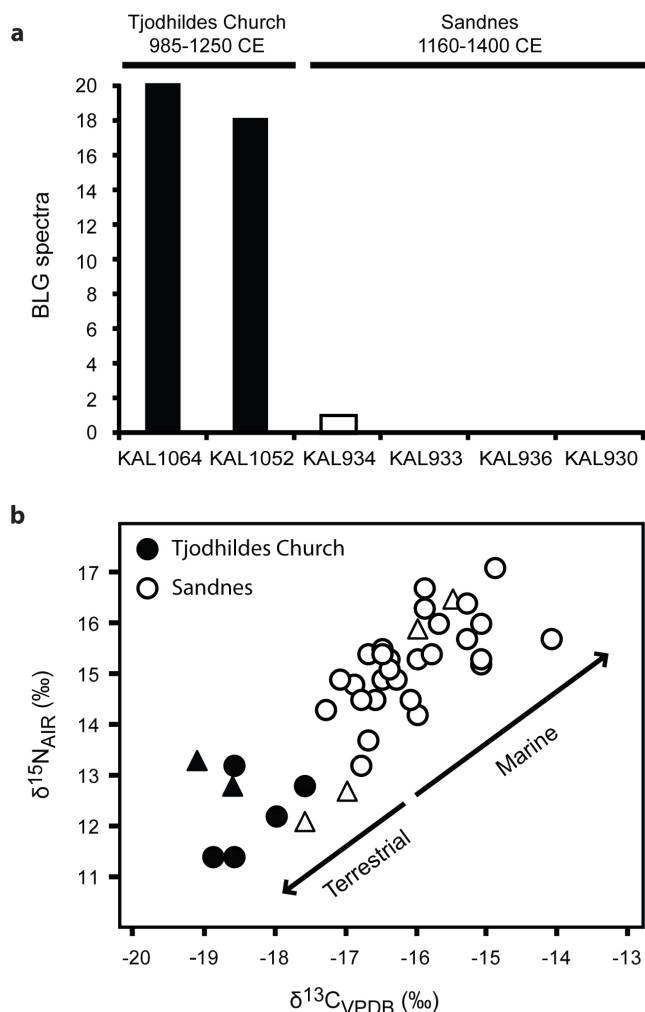 a
Tjodhildes Church
985-1250 CE
Sandnes
1160-1400 CE
BLG spectra
20
18
16
14
12
10
8
6
4
2
0
KAL1064 KAL1052 KAL934 KAL933 KAL936 KAL930
b
Tjodhildes Church
Sandnes
δ15NAIR (‰)
17
16
15
14
13
12
11
Marine
Terrestrial
-20 -19 -18 -17 -16 -15 -14 -13
δ13CVPDB (‰)